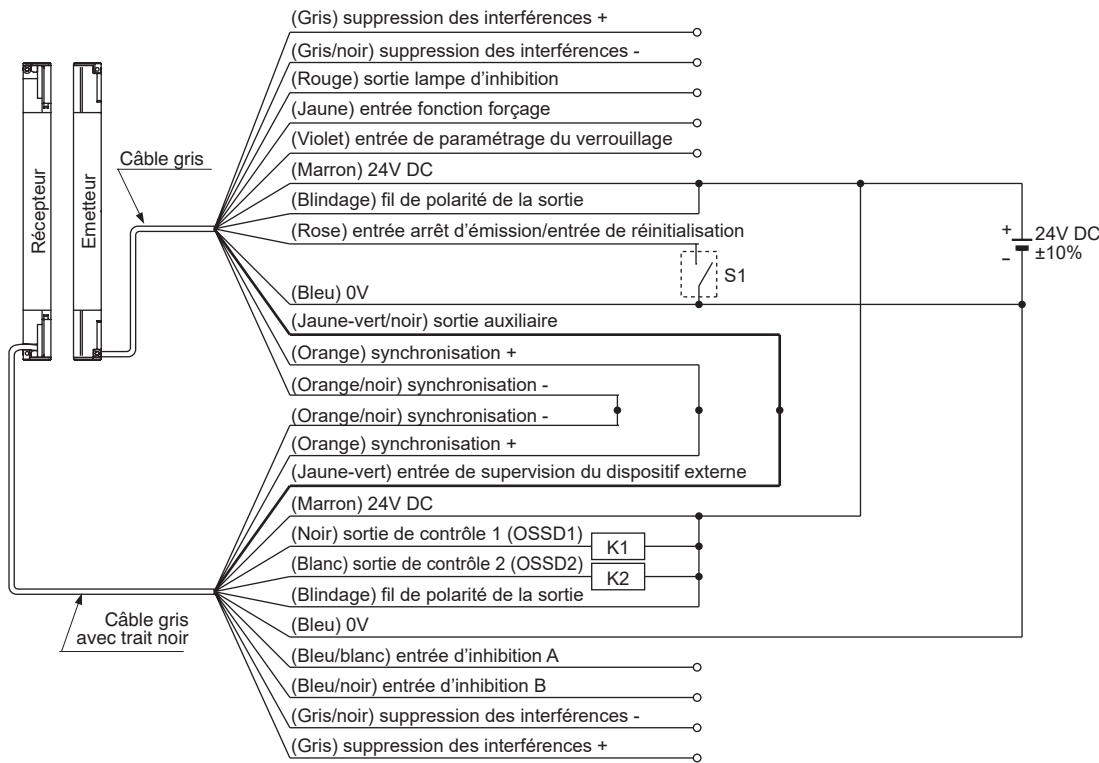 (Gris) suppression des interférences +
(Gris/noir) suppression des interférences -
(Rouge) sortie lampe d'inhibition
(Jaune) entrée fonction forçage
(Violet) entrée de paramétrage du verrouillage
(Marron) 24V DC
(Blindage) fil de polarité de la sortie
(Rose) entrée arrêt d'émission/entrée de réinitialisation
(Bleu) 0V
(Jaune-vert/noir) sortie auxiliaire
(Orange) synchronisation +
(Orange/noir) synchronisation -
(Orange/noir) synchronisation -
(Orange) synchronisation +
(Jaune-vert) entrée de supervision du dispositif externe
(Marron) 24V DC
(Noir) sortie de contrôle 1 (OSSD1)
(Blanc) sortie de contrôle 2 (OSSD2)
(Blindage) fil de polarité de la sortie
(Bleu) 0V
(Bleu/blanc) entrée d'inhibition A
(Bleu/noir) entrée d'inhibition B
(Gris/noir) suppression des interférences -
(Gris) suppression des interférences +
Récepteur
Emetteur
Câble gris
Câble gris
avec trait noir
S1
K1
K2
+
24V DC
-
±10%